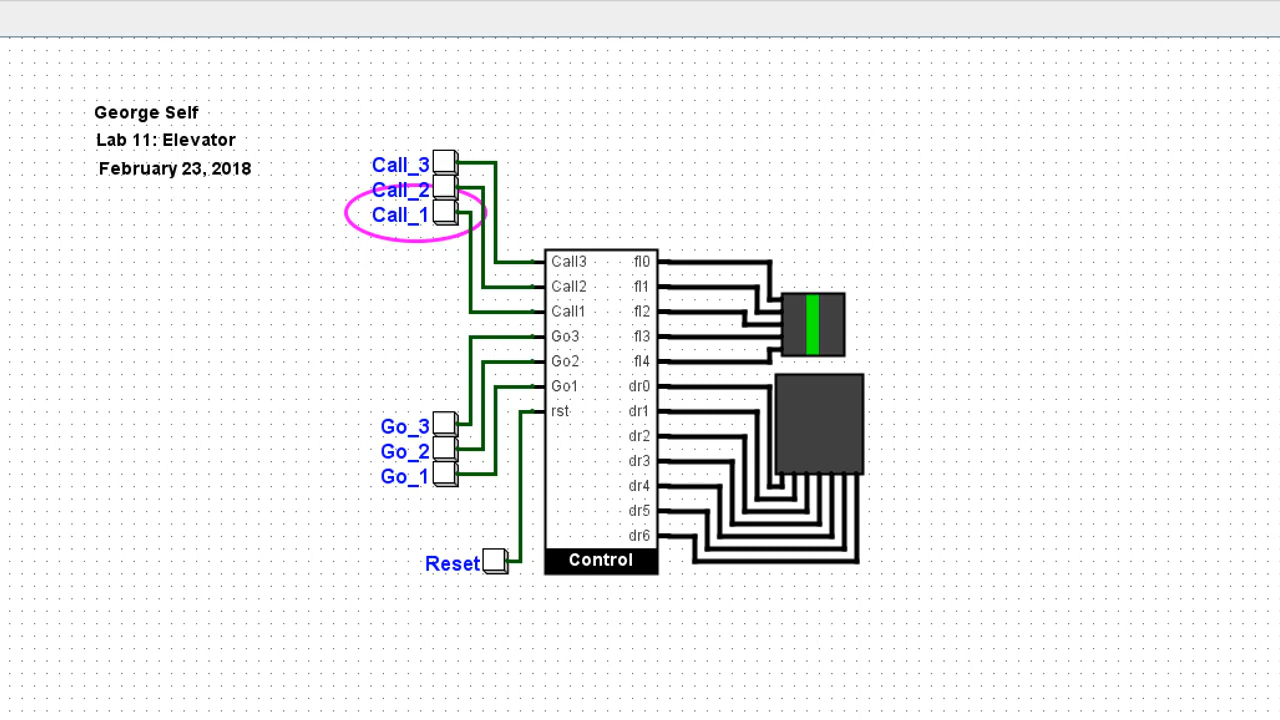 George Self
Lab 11: Elevator
February 23, 2018
Call_3
Call_2
Call_1
Call3 fl0
Call2 fl1
Call1 fl2
Go3 fl3
Go2 fl4
Go1 dr0
rst dr1
dr2
dr3
dr4
dr5
dr6
Control
Go_3
Go_2
Go_1
Reset